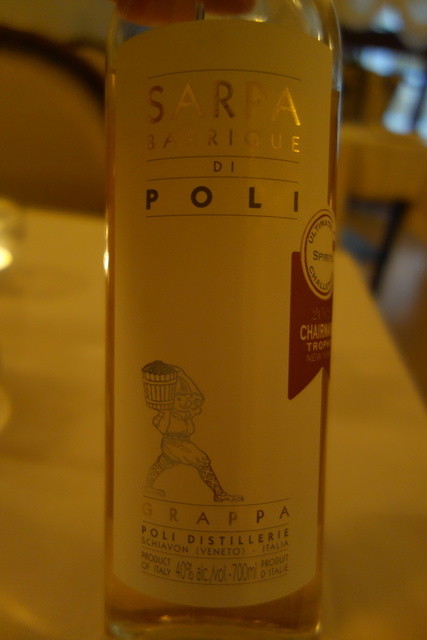 SARPA
BARRIQUE
DI
POLI
ULTIMATE
SPIRITS
CHALLENGE
CHAIRMAN
TROPHY
NEW
GRAPPA
POLI DISTILLERIE
SCHIAVON (VENETO) - ITALIA
PRODUCT OF ITALY 40% alc./vol.-700ml PRODUIT D'ITALIE